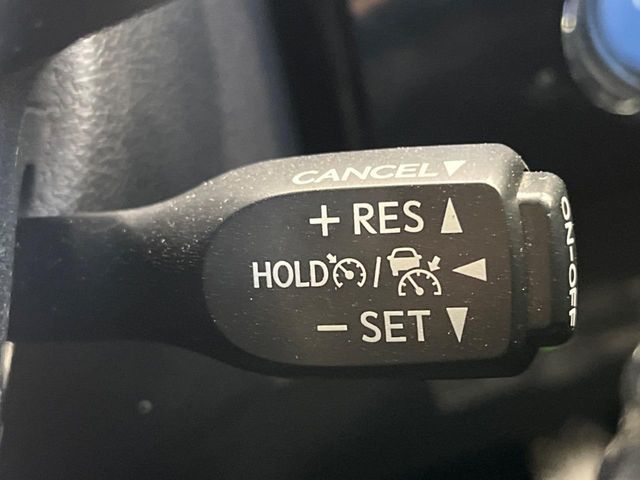 CANCEL
+ RES
HOLD /
− SET
ON-OFF